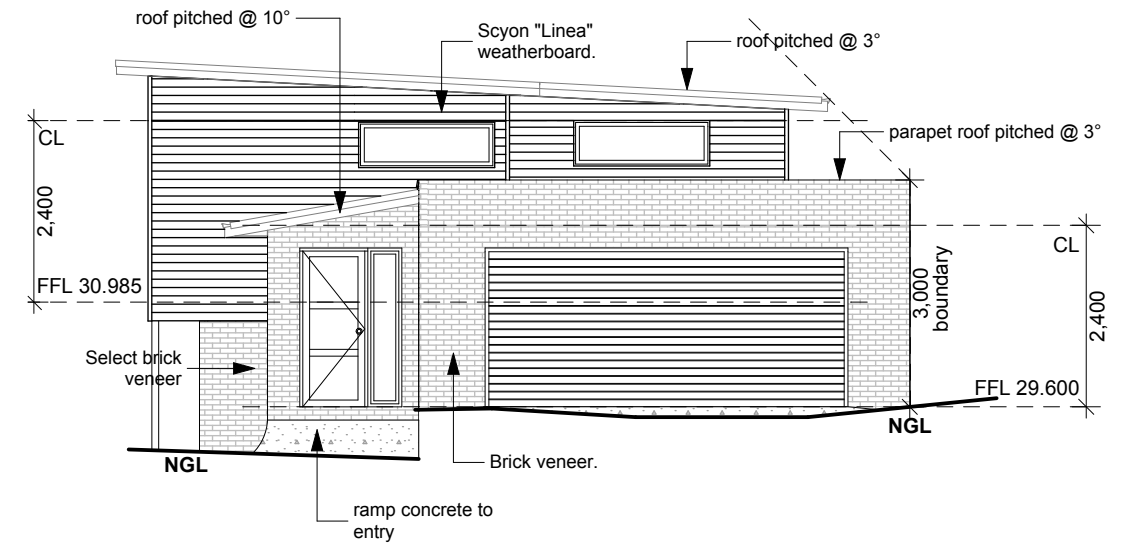 roof pitched @ 10°
Scyon "Linea"
weatherboard.
roof pitched @ 3°
parapet roof pitched @ 3°
CL
2,400
FFL 30.985
CL
3,000
boundary
2,400
FFL 29.600
Select brick
veneer
NGL
NGL
Brick veneer.
ramp concrete to
entry